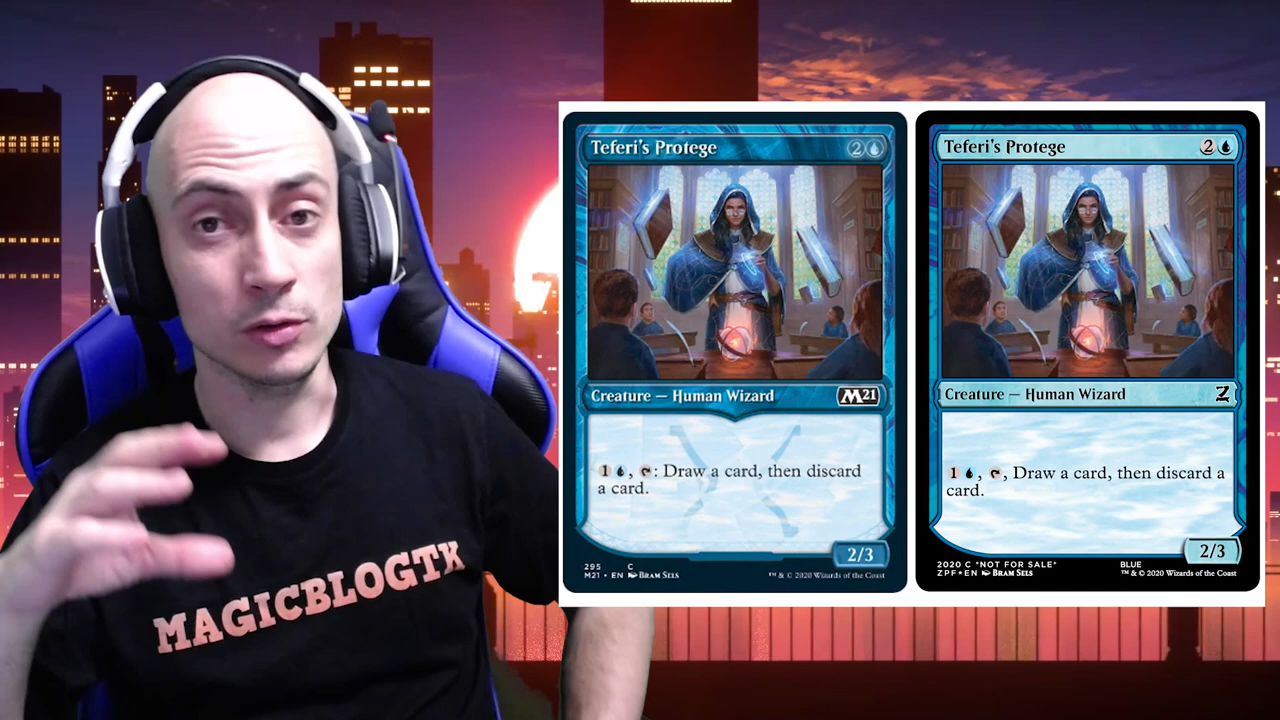 MAGICBLOGTK
Teferi's Protege 2
Creature — Human Wizard M21
1, : Draw a card, then discard
a card.
2/3
295 C
M21 • EN BRAM SELS ™ & © 2020 Wizards of the Coast
Teferi's Protege 2
Creature — Human Wizard Z
1, , Draw a card, then discard a
card.
2/3
2020 C *NOT FOR SALE* BLUE
ZPF★EN BRAM SELS ™ & © 2020 Wizards of the Coast